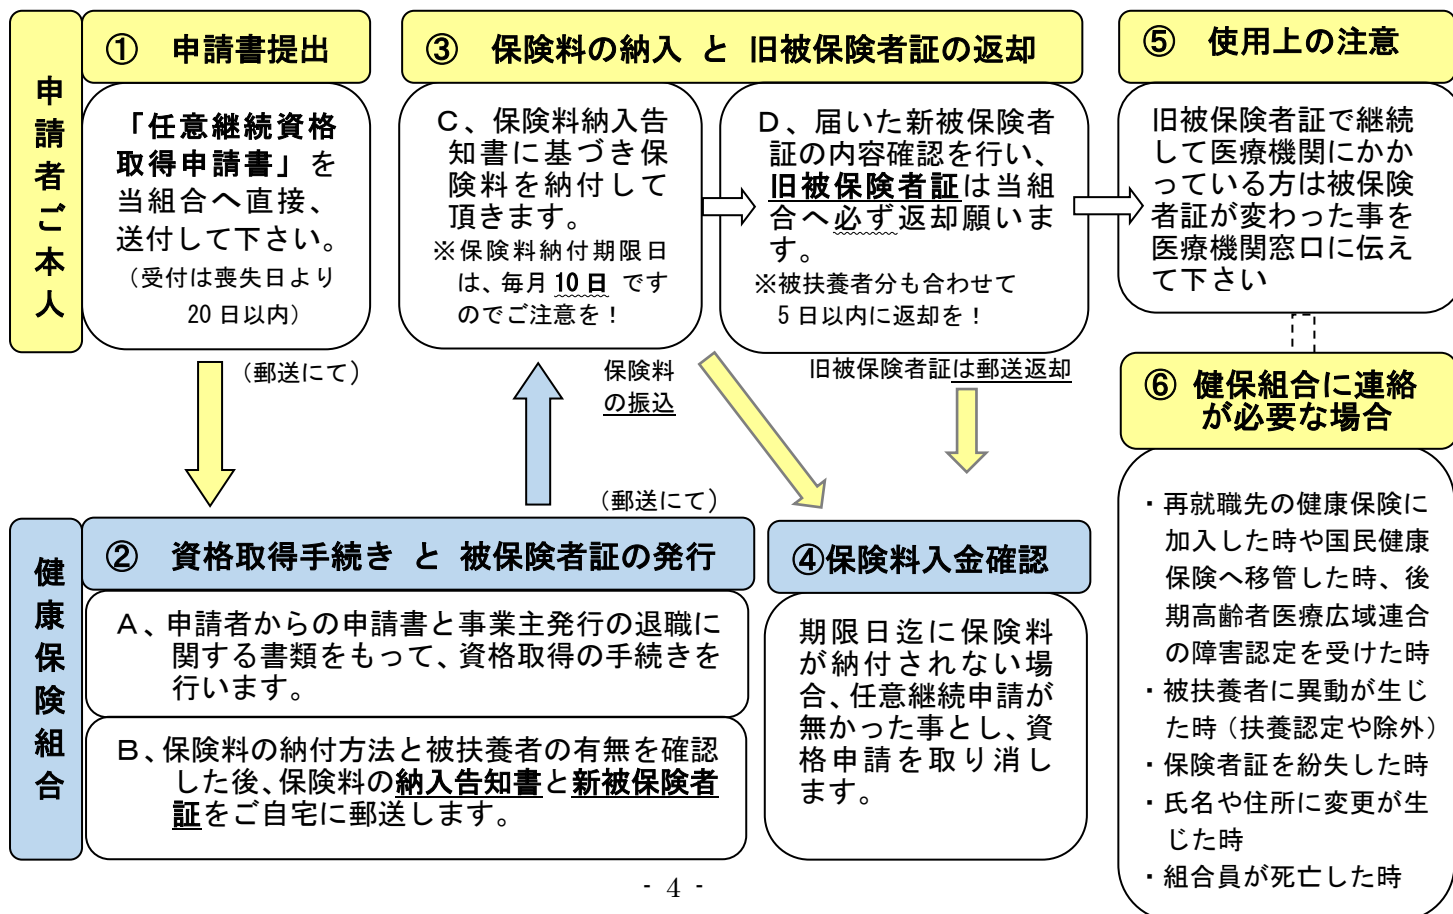 申請者ご本人
① 申請書提出
「任意継続資格
取得申請書」を
当組合へ直接、
送付して下さい。
（受付は喪失日より
20日以内）
③ 保険料の納入 と 旧被保険者証の返却
Ｃ、保険料納入告
知書に基づき保
険料を納付して
頂きます。
※保険料納付期限日
は、毎月10日 です
のでご注意を！
Ｄ、届いた新被保険者
証の内容確認を行い、
旧被保険者証は当組
合へ必ず返却願いま
す。
※被扶養者分も合わせて
5日以内に返却を！
⑤ 使用上の注意
旧被保険者証で継続
して医療機関にかか
っている方は被保険
者証が変わった事を
医療機関窓口に伝え
て下さい
（郵送にて）
保険料
の振込
旧被保険者証は郵送返却
（郵送にて）
健康保険組合
② 資格取得手続き と 被保険者証の発行
Ａ、申請者からの申請書と事業主発行の退職に
関する書類をもって、資格取得の手続きを
行います。
Ｂ、保険料の納付方法と被扶養者の有無を確認
した後、保険料の納入告知書と新被保険者
証をご自宅に郵送します。
④保険料入金確認
期限日迄に保険料
が納付されない場
合、任意継続申請が
無かった事とし、資
格申請を取り消し
ます。
⑥ 健保組合に連絡
が必要な場合
・再就職先の健康保険に
加入した時や国民健康
保険へ移管した時、後
期高齢者医療広域連合
の障害認定を受けた時
・被扶養者に異動が生じ
た時（扶養認定や除外）
・保険者証を紛失した時
・氏名や住所に変更が生
じた時
・組合員が死亡した時
- 4 -